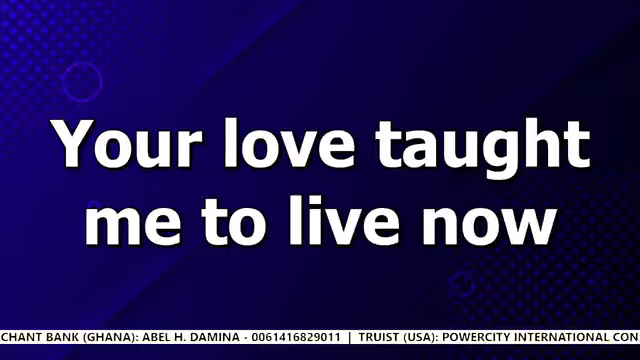 Your love taught
me to live now
CHANT BANK (GHANA): ABEL H. DAMINA - 0061416829011 | TRUIST (USA): POWERCITY INTERNATIONAL CON